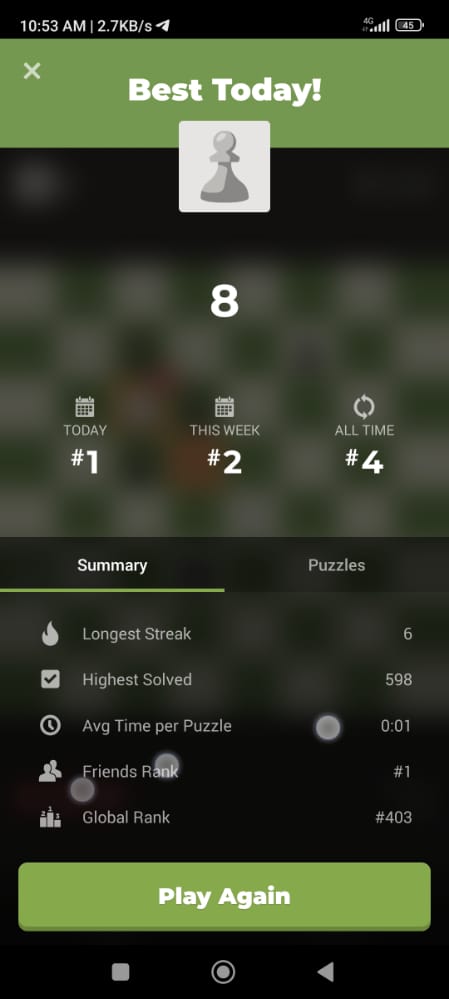 10:53 AM | 2.7KB/s
4G
45
Best Today!
8
TODAY
THIS WEEK
ALL TIME
#1
#2
#4
Summary
Puzzles
Longest Streak 6
Highest Solved 598
Avg Time per Puzzle 0:01
Friends Rank #1
Global Rank #403
Play Again